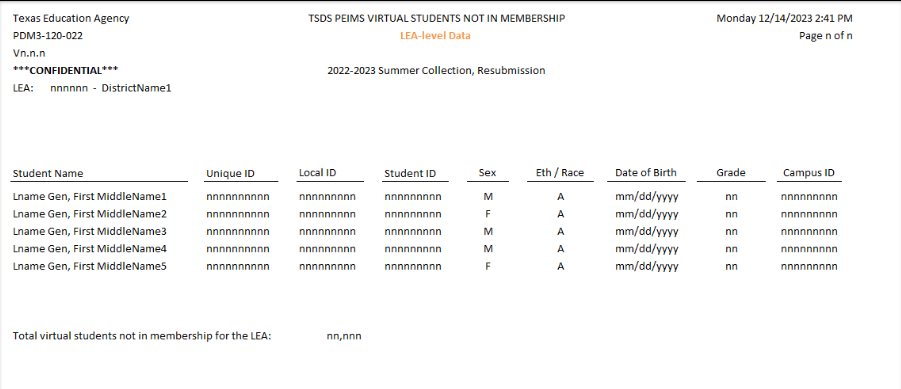 Texas Education Agency TSDS PEIMS VIRTUAL STUDENTS NOT IN MEMBERSHIP Monday 12/14/2023 2:41 PM
PDM3-120-022 LEA-level Data Page n of n
Vn.n.n
***CONFIDENTIAL*** 2022-2023 Summer Collection, Resubmission
LEA: nnnnnn - DistrictName1
Student Name Unique ID Local ID Student ID Sex Eth / Race Date of Birth Grade Campus ID
Lname Gen, First MiddleName1 nnnnnnnnnn nnnnnnnnn nnnnnnnnn M A mm/dd/yyyy nn nnnnnnnnn
Lname Gen, First MiddleName2 nnnnnnnnnn nnnnnnnnn nnnnnnnnn F A mm/dd/yyyy nn nnnnnnnnn
Lname Gen, First MiddleName3 nnnnnnnnnn nnnnnnnnn nnnnnnnnn M A mm/dd/yyyy nn nnnnnnnnn
Lname Gen, First MiddleName4 nnnnnnnnnn nnnnnnnnn nnnnnnnnn M A mm/dd/yyyy nn nnnnnnnnn
Lname Gen, First MiddleName5 nnnnnnnnnn nnnnnnnnn nnnnnnnnn F A mm/dd/yyyy nn nnnnnnnnn
Total virtual students not in membership for the LEA: nn,nnn